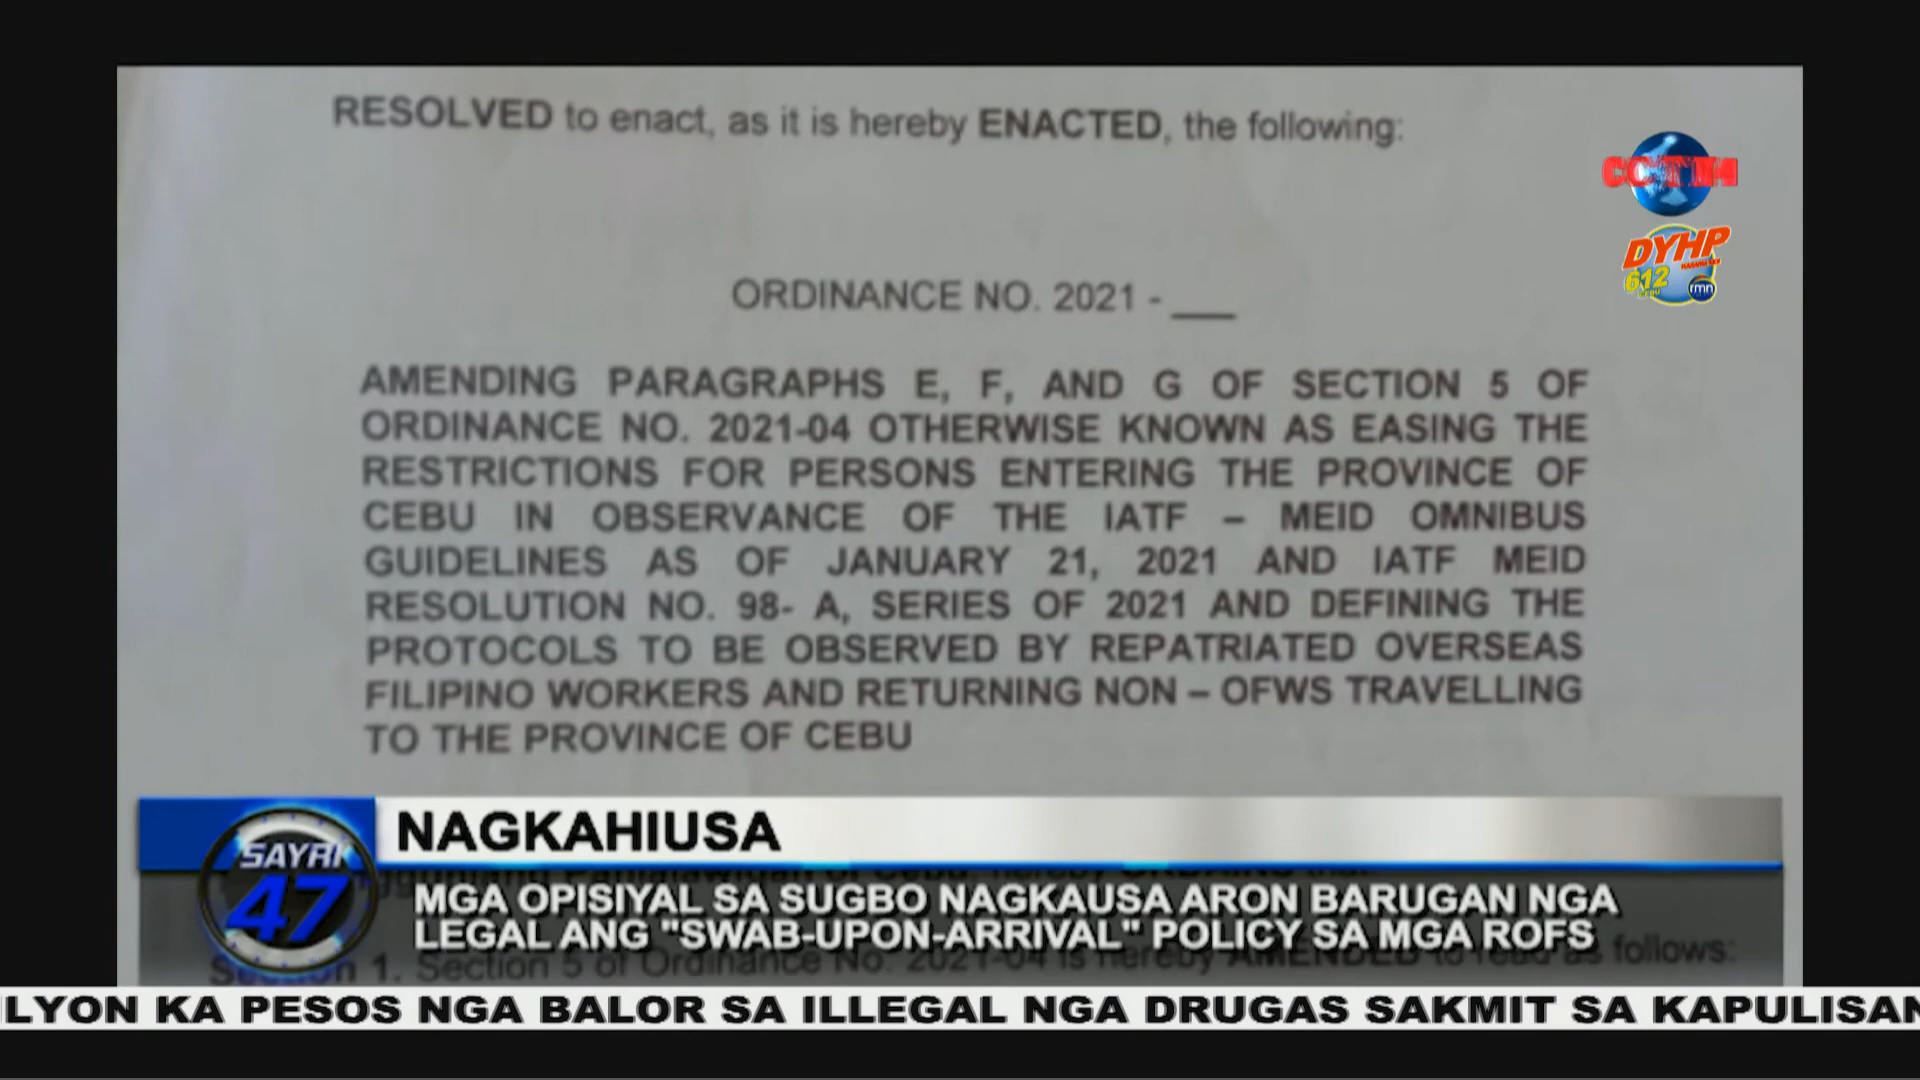 RESOLVED to enact, as it is hereby ENACTED, the following:
DYHP
612
rmn
ORDINANCE NO. 2021 - ___
AMENDING PARAGRAPHS E, F, AND G OF SECTION 5 OF
ORDINANCE NO. 2021-04 OTHERWISE KNOWN AS EASING THE
RESTRICTIONS FOR PERSONS ENTERING THE PROVINCE OF
CEBU IN OBSERVANCE OF THE IATF – MEID OMNIBUS
GUIDELINES AS OF JANUARY 21, 2021 AND IATF MEID
RESOLUTION NO. 98- A, SERIES OF 2021 AND DEFINING THE
PROTOCOLS TO BE OBSERVED BY REPATRIATED OVERSEAS
FILIPINO WORKERS AND RETURNING NON – OFWS TRAVELLING
TO THE PROVINCE OF CEBU
SAYRI
47
NAGKAHIUSA
MGA OPISIYAL SA SUGBO NAGKAUSA ARON BARUGAN NGA
LEGAL ANG "SWAB-UPON-ARRIVAL" POLICY SA MGA ROFS
Section 1. Section 5 of Ordinance No. 2021-04 is hereby AMENDED to read as follows:
ILYON KA PESOS NGA BALOR SA ILLEGAL NGA DRUGAS SAKMIT SA KAPULISAN